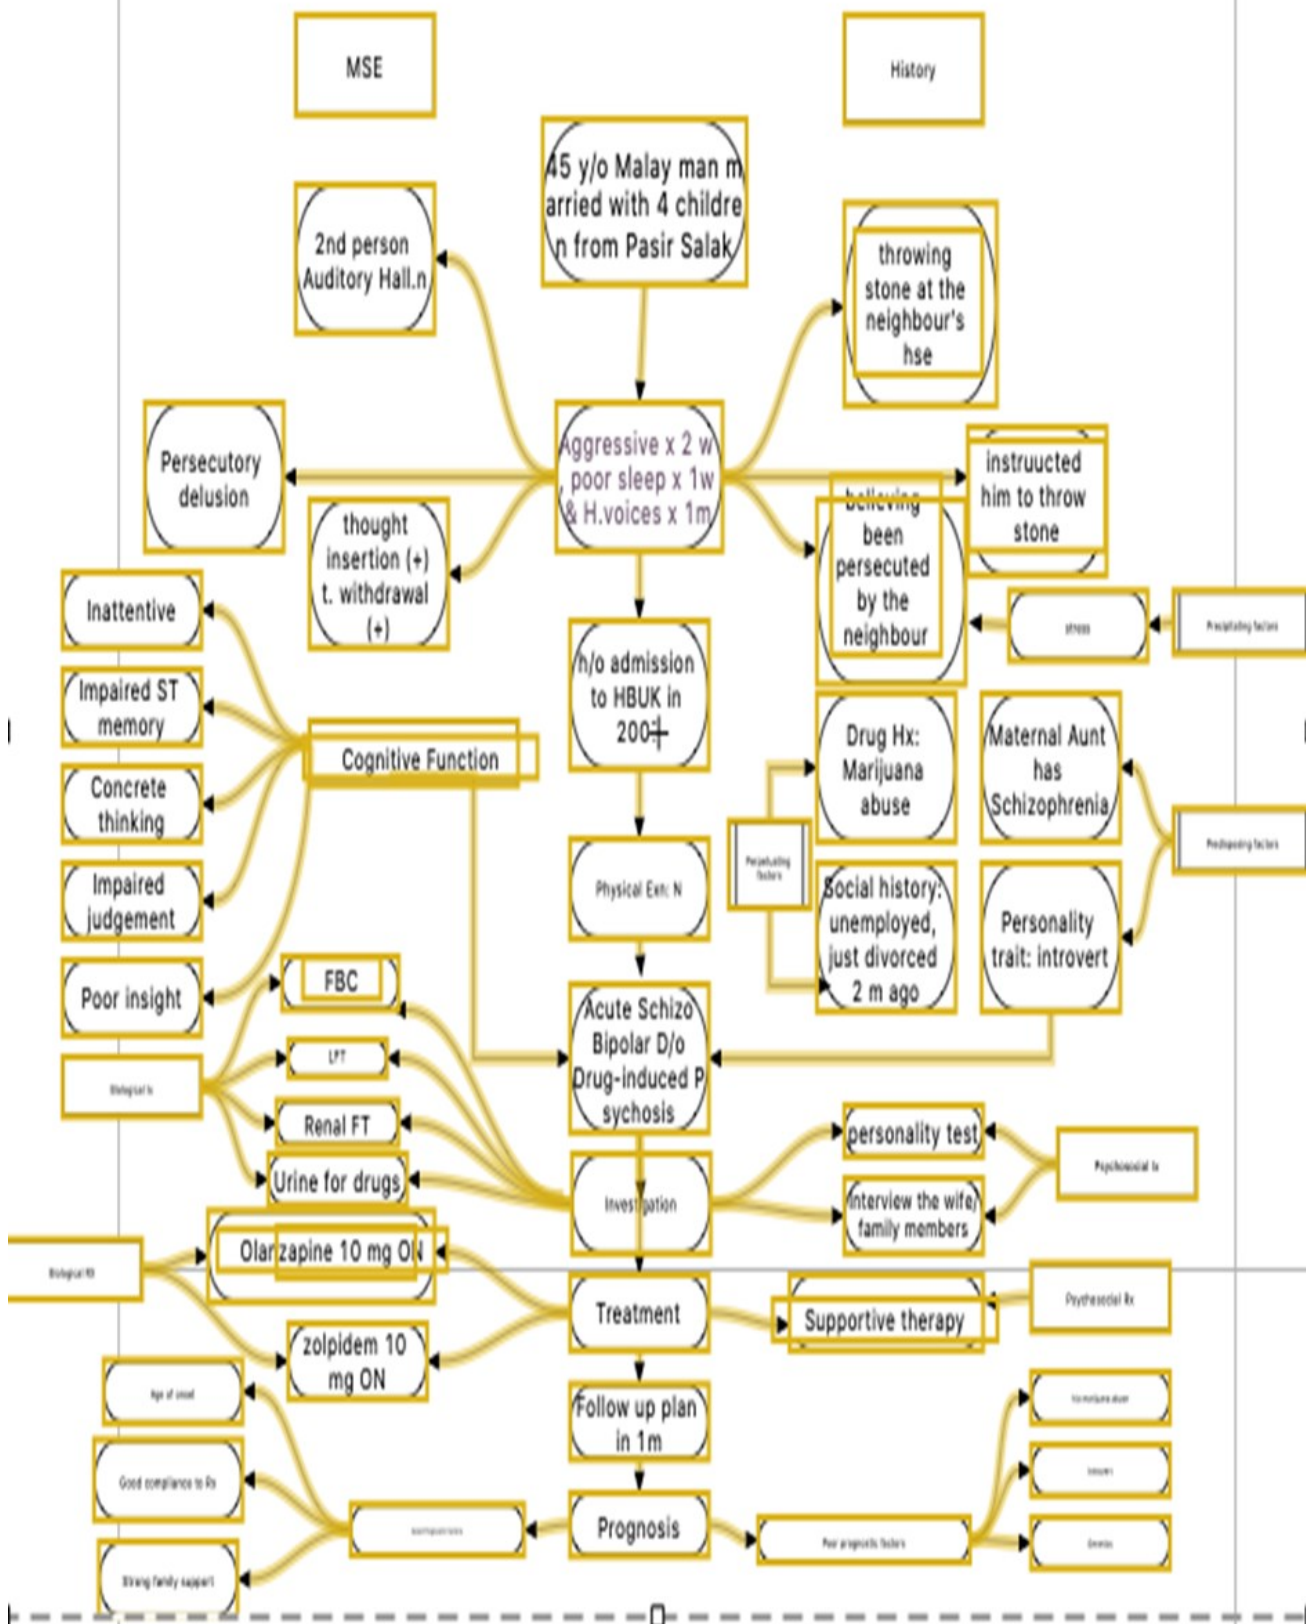 MSE
History
45 y/o Malay man m
arried with 4 childre
n from Pasir Salak
2nd person
Auditory Hall.n
throwing
stone at the
neighbour's
hse
Persecutory
delusion
Aggressive x 2 w
, poor sleep x 1w
& H.voices x 1m
instruucted
him to throw
stone
thought
insertion (+)
t. withdrawal
(+)
believing
been
persecuted
by the
neighbour
stress
Precipitating factors
Inattentive
Impaired ST
memory
Concrete
thinking
Impaired
judgement
Poor insight
Cognitive Function
h/o admission
to HBUK in
Drug Hx:
Marijuana
abuse
Maternal Aunt
has
Schizophrenia
Perpetuating
factors
Predisposing factors
Physical Exn: N
Social history:
unemployed,
just divorced
2 m ago
Personality
trait: introvert
FBC
LFT
Renal FT
Urine for drugs
Biological Ix
Acute Schizo
Bipolar D/o
Drug-induced P
sychosis
Investigation
personality test
Interview the wife/
family members
Psychosocial Ix
Biological RX
Olanzapine 10 mg ON
zolpidem 10
mg ON
Treatment
Supportive therapy
Psychosocial Rx
Follow up plan
in 1m
Prognosis
Age of onset
Good compliance to Rx
Strong family support
Poor prognostic factors
Genetics